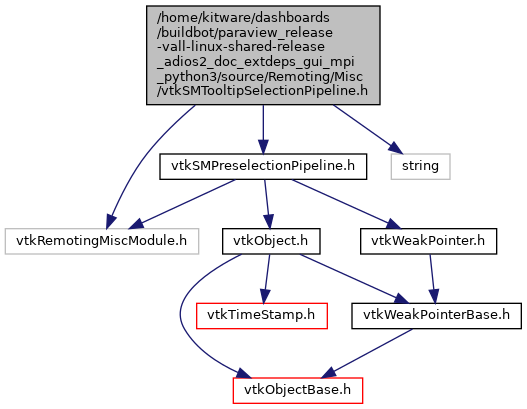 /home/kitware/dashboards
/buildbot/paraview_release
-vall-linux-shared-release
_adios2_doc_extdeps_gui_mpi
_python3/source/Remoting/Misc
/vtkSMTooltipSelectionPipeline.h
vtkSMPreselectionPipeline.h
string
vtkRemotingMiscModule.h
vtkObject.h
vtkWeakPointer.h
vtkTimeStamp.h
vtkWeakPointerBase.h
vtkObjectBase.h